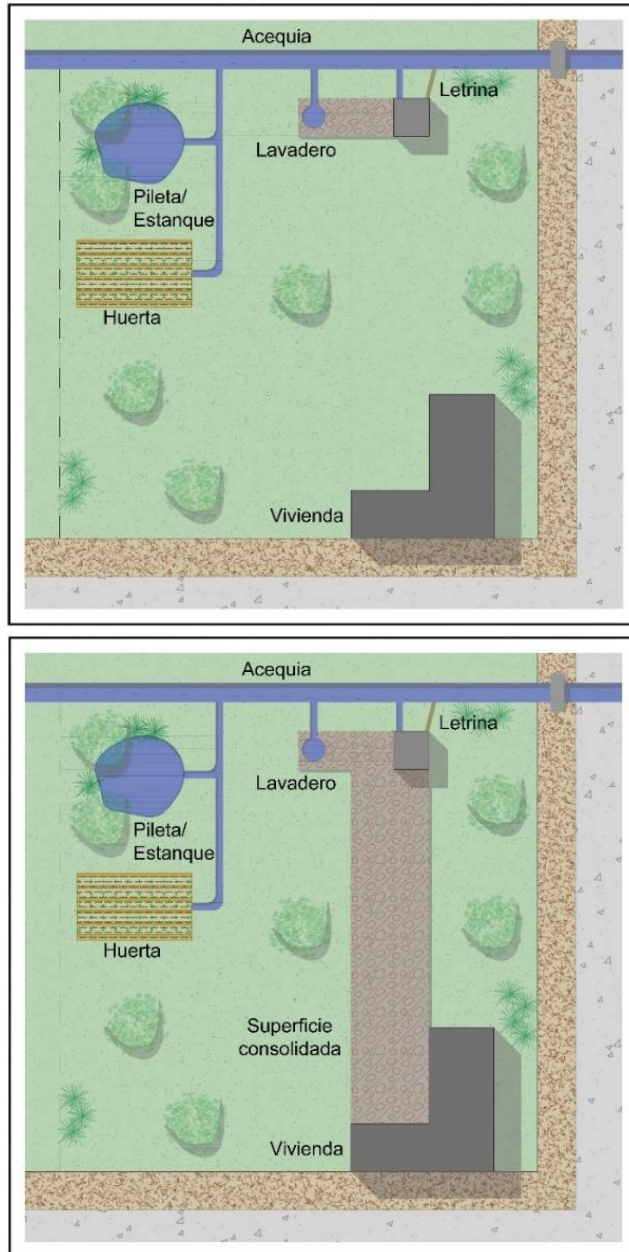 Acequia
Letrina
Lavadero
Pileta/
Estanque
Huerta
Vivienda
Acequia
Letrina
Lavadero
Pileta/
Estanque
Huerta
Superficie
consolidada
Vivienda